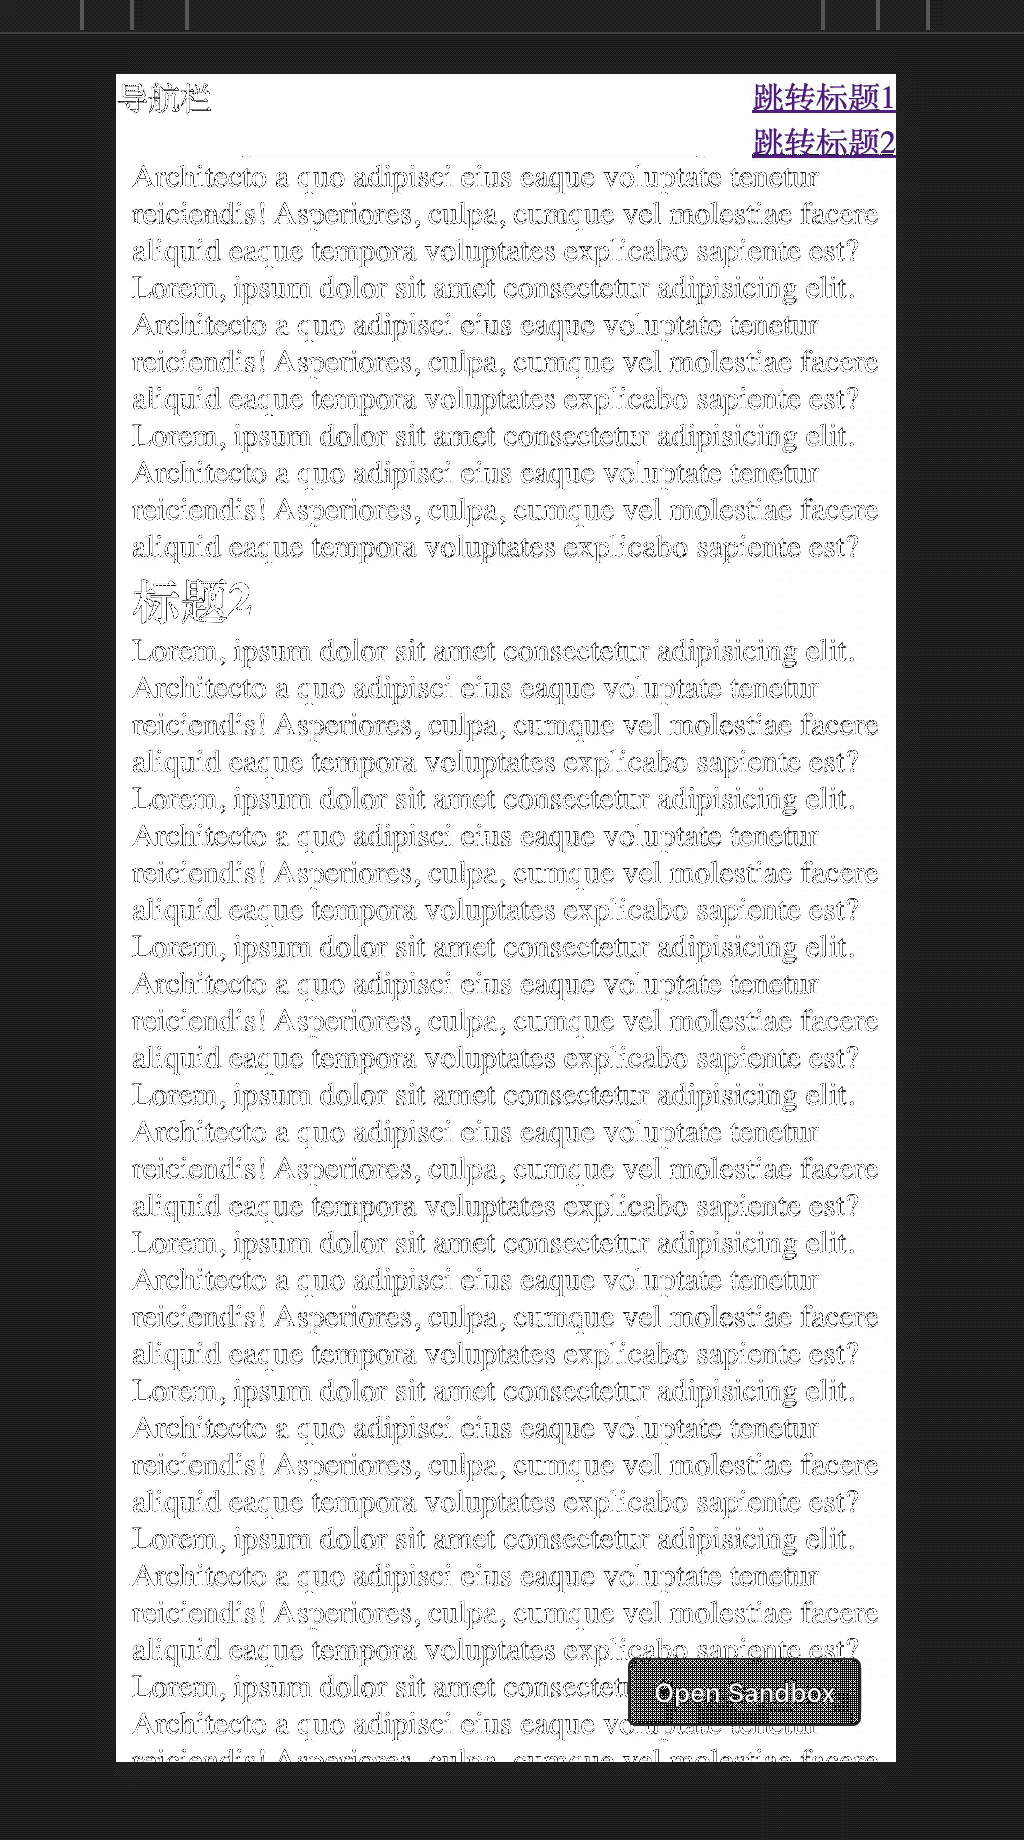 导航栏 跳转标题1
跳转标题2
Architecto a quo adipisci eius eaque voluptate tenetur
reiciendis! Asperiores, culpa, cumque vel molestiae facere
aliquid eaque tempora voluptates explicabo sapiente est?
Lorem, ipsum dolor sit amet consectetur adipisicing elit.
Architecto a quo adipisci eius eaque voluptate tenetur
reiciendis! Asperiores, culpa, cumque vel molestiae facere
aliquid eaque tempora voluptates explicabo sapiente est?
Lorem, ipsum dolor sit amet consectetur adipisicing elit.
Architecto a quo adipisci eius eaque voluptate tenetur
reiciendis! Asperiores, culpa, cumque vel molestiae facere
aliquid eaque tempora voluptates explicabo sapiente est?
标题2
Lorem, ipsum dolor sit amet consectetur adipisicing elit.
Architecto a quo adipisci eius eaque voluptate tenetur
reiciendis! Asperiores, culpa, cumque vel molestiae facere
aliquid eaque tempora voluptates explicabo sapiente est?
Lorem, ipsum dolor sit amet consectetur adipisicing elit.
Architecto a quo adipisci eius eaque voluptate tenetur
reiciendis! Asperiores, culpa, cumque vel molestiae facere
aliquid eaque tempora voluptates explicabo sapiente est?
Lorem, ipsum dolor sit amet consectetur adipisicing elit.
Architecto a quo adipisci eius eaque voluptate tenetur
reiciendis! Asperiores, culpa, cumque vel molestiae facere
aliquid eaque tempora voluptates explicabo sapiente est?
Lorem, ipsum dolor sit amet consectetur adipisicing elit.
Architecto a quo adipisci eius eaque voluptate tenetur
reiciendis! Asperiores, culpa, cumque vel molestiae facere
aliquid eaque tempora voluptates explicabo sapiente est?
Lorem, ipsum dolor sit amet consectetur adipisicing elit.
Architecto a quo adipisci eius eaque voluptate tenetur
reiciendis! Asperiores, culpa, cumque vel molestiae facere
aliquid eaque tempora voluptates explicabo sapiente est?
Lorem, ipsum dolor sit amet consectetur adipisicing elit.
Architecto a quo adipisci eius eaque voluptate tenetur
reiciendis! Asperiores, culpa, cumque vel molestiae facere
aliquid eaque tempora voluptates explicabo sapiente est?
Lorem, ipsum dolor sit amet consectetur adipisicing elit.
Architecto a quo adipisci eius eaque voluptate tenetur
reiciendis! Asperiores, culpa, cumque vel molestiae facere
aliquid eaque tempora voluptates explicabo sapiente est?
Lorem, ipsum dolor sit amet
Open Sandbox
Architecto a quo adipisci eius eaque voluptate tenetur
reiciendis! Asperiores, culpa, cumque vel molestiae facere